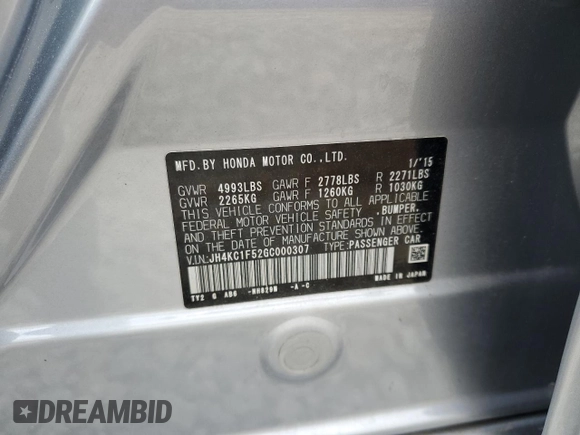 MFD.BY HONDA MOTOR CO.,LTD. 1/'15
GVWR 4993LBS GAWR F 2778LBS R 2271LBS
GVWR 2265KG GAWR F 1260KG R 1030KG
THIS VEHICLE CONFORMS TO ALL APPLICABLE
FEDERAL MOTOR VEHICLE SAFETY .BUMPER.
& THEFT PREVENTION STANDARDS IN EFFECT
ON THE DATE OF MANUFACTURE SHOWN ABOVE.
V.I.N:JH4KC1F52GC000307 TYPE:PASSENGER CAR
TY2 G A06 -A -C
MADE IN JAPAN
DREAMBID